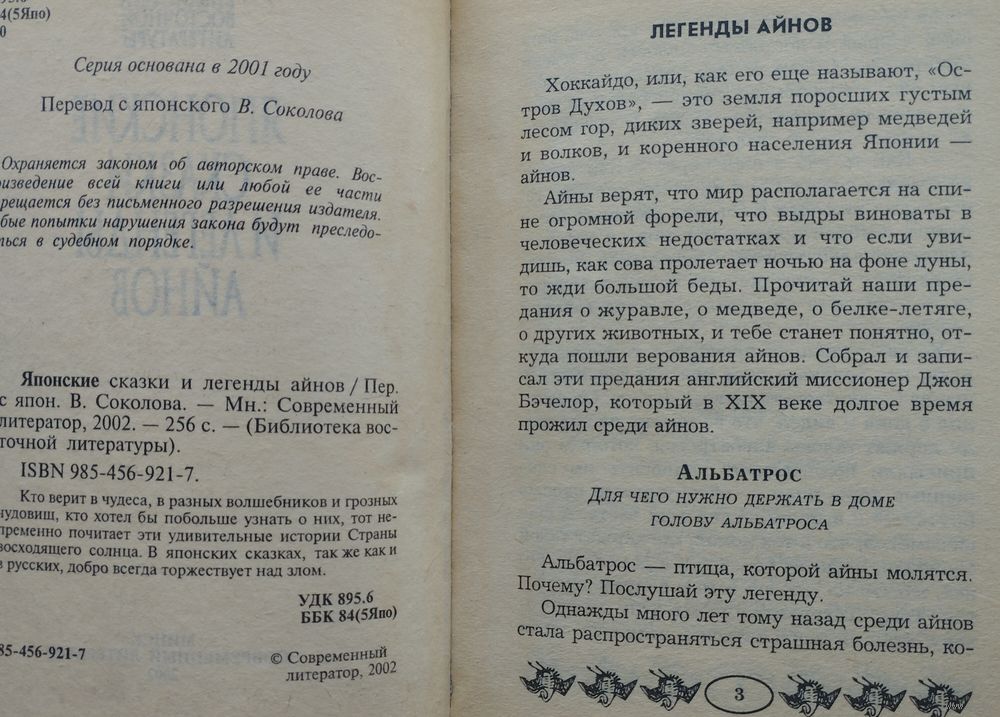 4(5Япо)
0
Серия основана в 2001 году
Перевод с японского В. Соколова
Охраняется законом об авторском праве. Вос-
изведение всей книги или любой ее части
рещается без письменного разрешения издателя.
бые попытки нарушения закона будут преследо-
ться в судебном порядке.
Японские сказки и легенды айнов / Пер.
с япон. В. Соколова. — Мн.: Современный
литератор, 2002. — 256 с. — (Библиотека вос-
точной литературы).
ISBN 985-456-921-7.
Кто верит в чудеса, в разных волшебников и грозных
чудовищ, кто хотел бы побольше узнать о них, тот не-
пременно почитает эти удивительные истории Страны
восходящего солнца. В японских сказках, так же как и
в русских, добро всегда торжествует над злом.
УДК 895.6
ББК 84(5Япо)
85-456-921-7
© Современный
литератор, 2002
ЛЕГЕНДЫ АЙНОВ
Хоккайдо, или, как его еще называют, «Ос-
тров Духов», — это земля поросших густым
лесом гор, диких зверей, например медведей
и волков, и коренного населения Японии —
айнов.
Айны верят, что мир располагается на спи-
не огромной форели, что выдры виноваты в
человеческих недостатках и что если уви-
дишь, как сова пролетает ночью на фоне луны,
то жди большой беды. Прочитай наши пре-
дания о журавле, о медведе, о белке-летяге,
о других животных, и тебе станет понятно, от-
куда пошли верования айнов. Собрал и запи-
сал эти предания английский миссионер Джон
Бэчелор, который в XIX веке долгое время
прожил среди айнов.
АЛЬБАТРОС
ДЛЯ ЧЕГО НУЖНО ДЕРЖАТЬ В ДОМЕ
ГОЛОВУ АЛЬБАТРОСА
Альбатрос — птица, которой айны молятся.
Почему? Послушай эту легенду.
Однажды много лет тому назад среди айнов
стала распространяться страшная болезнь, ко-
3